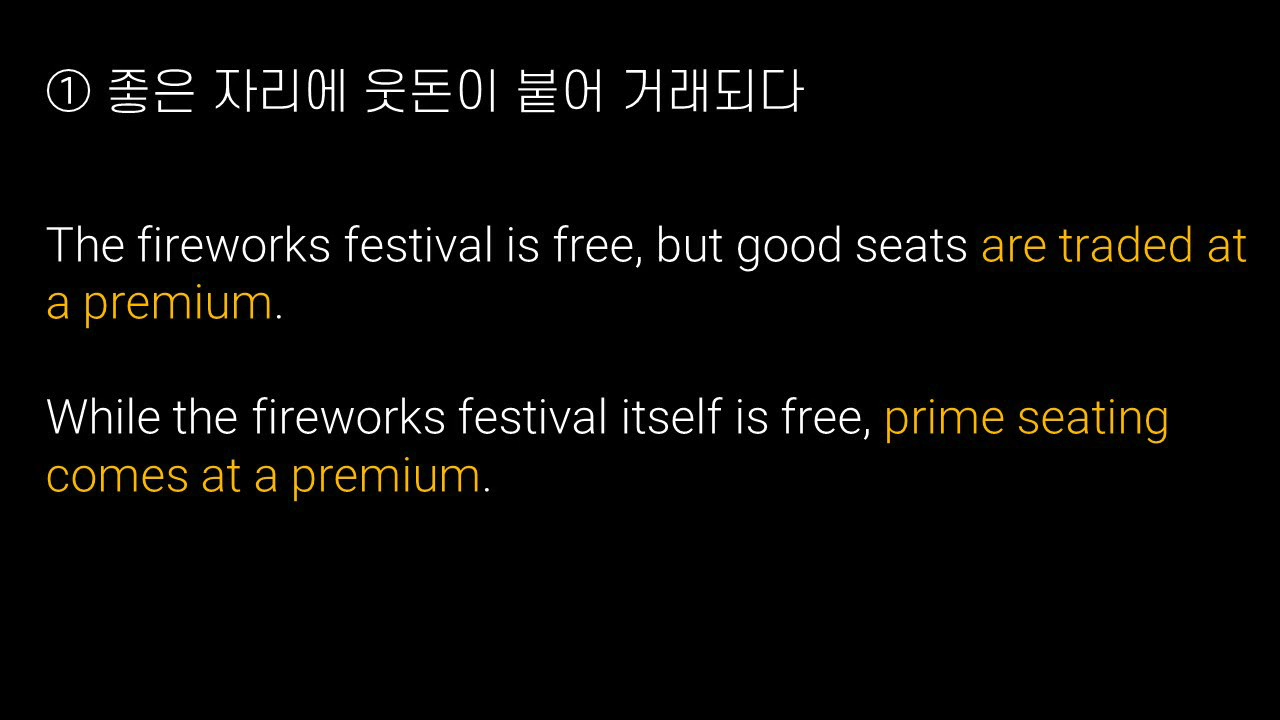 ① 좋은 자리에 웃돈이 붙어 거래되다
The fireworks festival is free, but good seats are traded at
a premium.
While the fireworks festival itself is free, prime seating
comes at a premium.